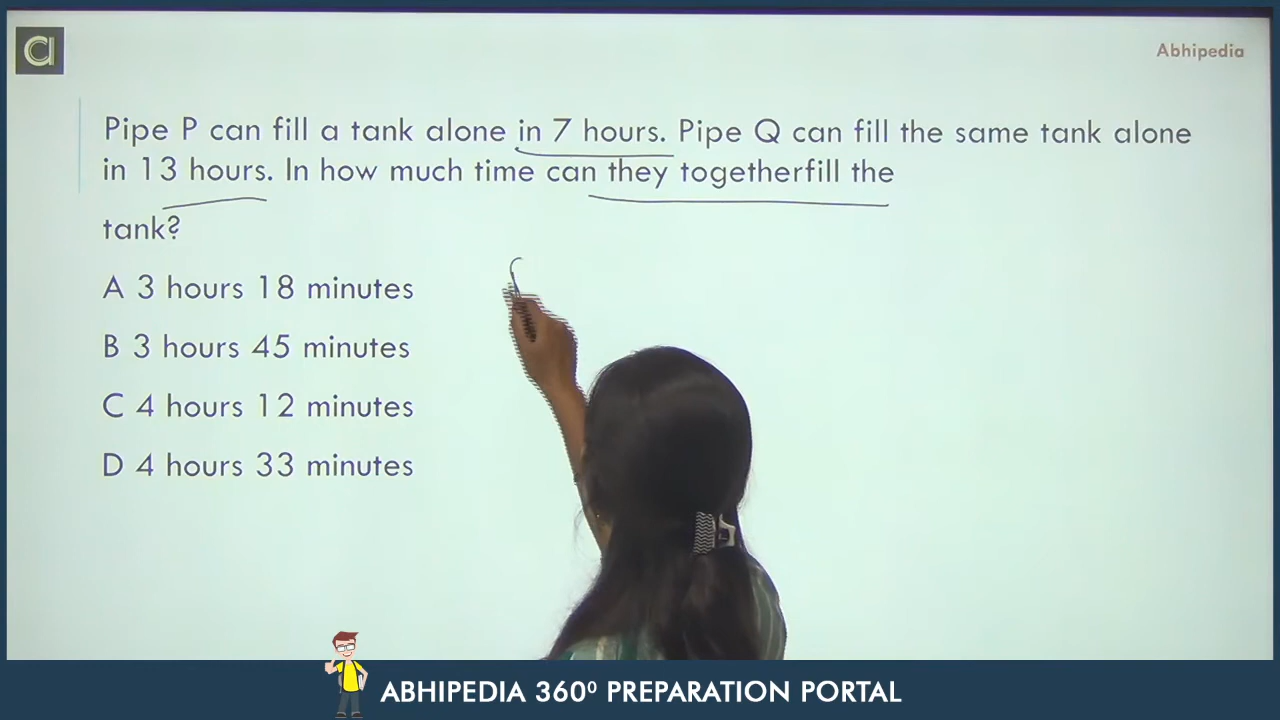 Abhipedia
Pipe P can fill a tank alone in 7 hours. Pipe Q can fill the same tank alone
in 13 hours. In how much time can they togetherfill the
tank?
A 3 hours 18 minutes
B 3 hours 45 minutes
C 4 hours 12 minutes
D 4 hours 33 minutes
ABHIPEDIA 360⁰ PREPARATION PORTAL